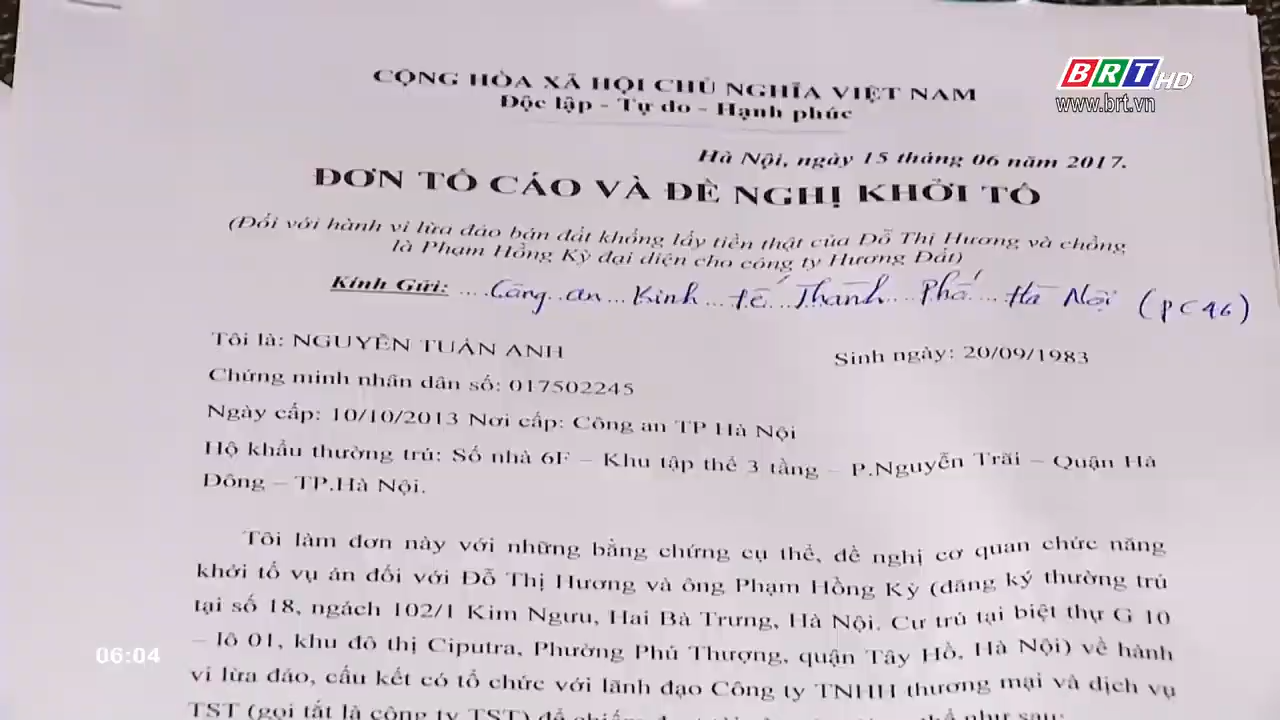 BRT HD
www.brt.vn
CỘNG HÒA XÃ HỘI CHỦ NGHĨA VIỆT NAM
Độc lập - Tự do - Hạnh phúc
Hà Nội, ngày 15 tháng 06 năm 2017.
ĐƠN TỐ CÁO VÀ ĐỀ NGHỊ KHỞI TỐ
(Đối với hành vi lừa đảo bán đất khống lấy tiền thật của Đỗ Thị Hương và chồng
là Phạm Hồng Kỳ đại diện cho công ty Hương Đất)
Kính Gửi: ....Công..an...Kinh...tế...Thành...Phố...Hà Nội (PC46)
Tôi là: NGUYỄN TUẤN ANH Sinh ngày: 20/09/1983
Chứng minh nhân dân số: 017502245
Ngày cấp: 10/10/2013 Nơi cấp: Công an TP Hà Nội
Hộ khẩu thường trú: Số nhà 6F – Khu tập thể 3 tầng – P.Nguyễn Trãi – Quận Hà
Đông – TP.Hà Nội.
Tôi làm đơn này với những bằng chứng cụ thể, đề nghị cơ quan chức năng
khởi tố vụ án đối với Đỗ Thị Hương và ông Phạm Hồng Kỳ (đăng ký thường trú
tại số 18, ngách 102/1 Kim Ngưu, Hai Bà Trưng, Hà Nội. Cư trú tại biệt thự G 10
– lô 01, khu đô thị Ciputra, Phường Phú Thượng, quận Tây Hồ, Hà Nội) về hành
vi lừa đảo, cấu kết có tổ chức với lãnh đạo Công ty TNHH thương mại và dịch vụ
TST (gọi tắt là công ty TST) để chiếm đoạt
06:04